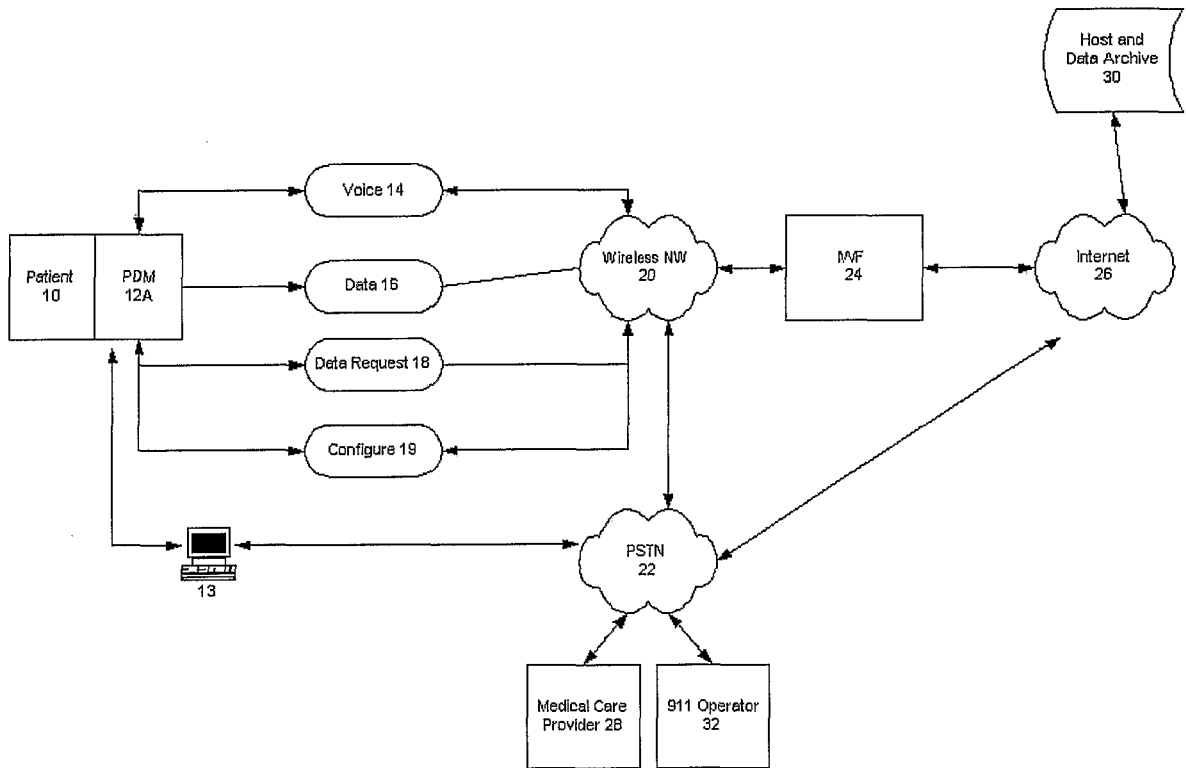 Host and
Data Archive
30
Voice 14
Patient
10
PDM
12A
Data 16
Wireless NW
20
IWF
24
Internet
26
Data Request 18
Configure 19
13
PSTN
22
Medical Care
Provider 28
911 Operator
32